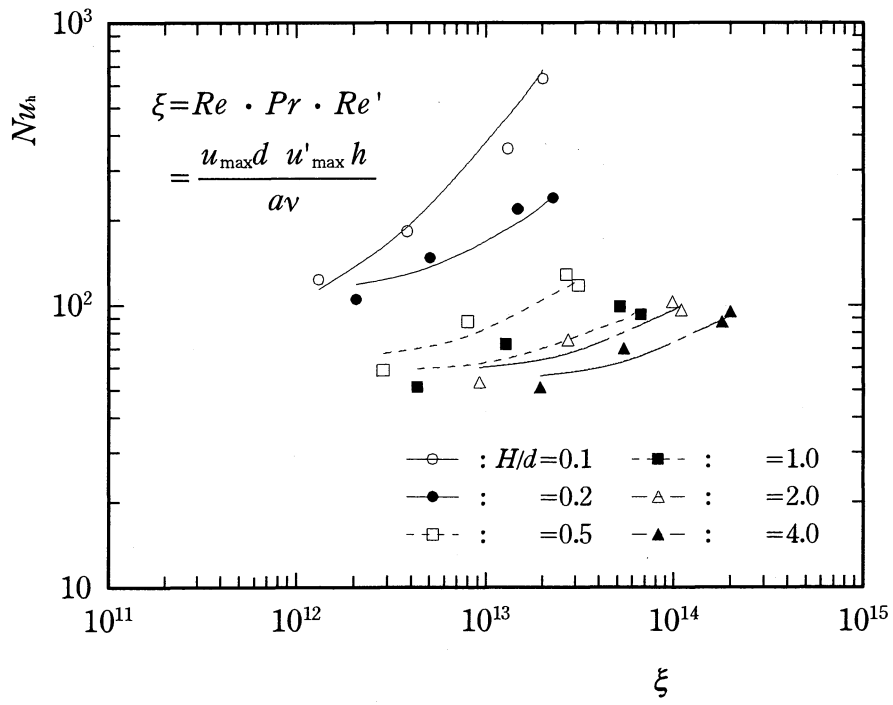 10³
Nuₕ
ξ=Re · Pr · Re'
= u_max d u'_max h
aν
10²
: H/d=0.1
: =1.0
: =0.2
: =2.0
: =0.5
: =4.0
10
10¹¹ 10¹² 10¹³ 10¹⁴ 10¹⁵
ξ